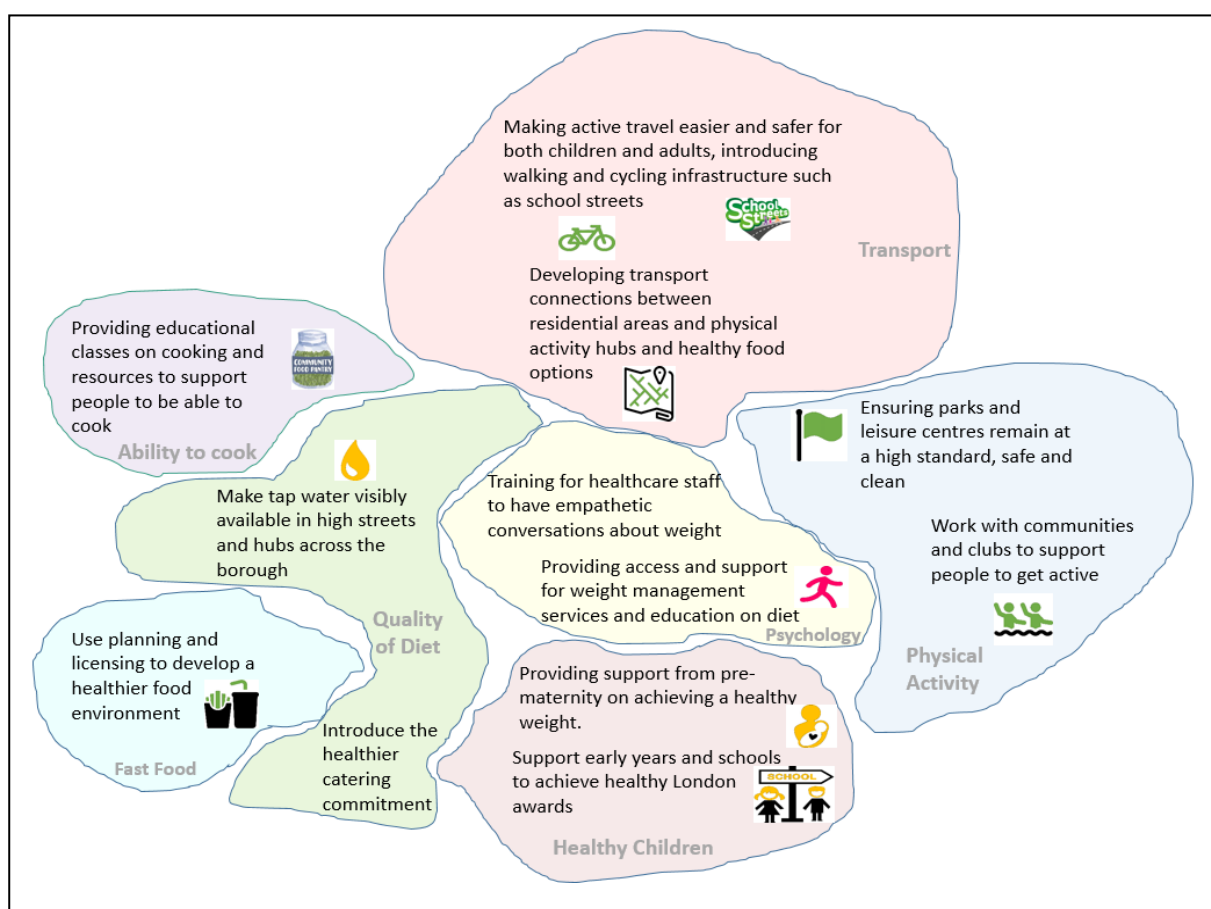 Making active travel easier and safer for
both children and adults, introducing
walking and cycling infrastructure such
as school streets
School
Streets
Transport
Developing transport
connections between
residential areas and physical
activity hubs and healthy food
options
Providing educational
classes on cooking and
resources to support
people to be able to
cook
COMMUNITY
FOOD PANTRY
Ability to cook
Ensuring parks and
leisure centres remain at
a high standard, safe and
clean
Work with communities
and clubs to support
people to get active
Physical
Activity
Make tap water visibly
available in high streets
and hubs across the
borough
Quality
of Diet
Introduce the
healthier
catering
commitment
Training for healthcare staff
to have empathetic
conversations about weight
Providing access and support
for weight management
services and education on diet
Psychology
Use planning and
licensing to develop a
healthier food
environment
Fast Food
Providing support from pre-
maternity on achieving a healthy
weight.
Support early years and schools
to achieve healthy London
awards
SCHOOL
Healthy Children